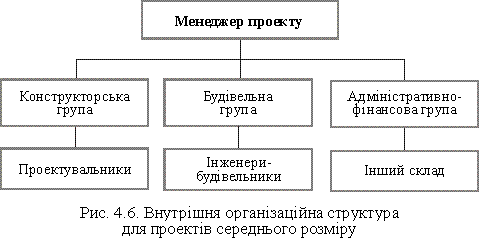 Менеджер проекту
Конструкторська
група
Будівельна
група
Адміністративно-
фінансова група
Проектувальники
Інженери-
будівельники
Інший склад
Рис. 4.6. Внутрішня організаційна структура
для проектів середнього розміру